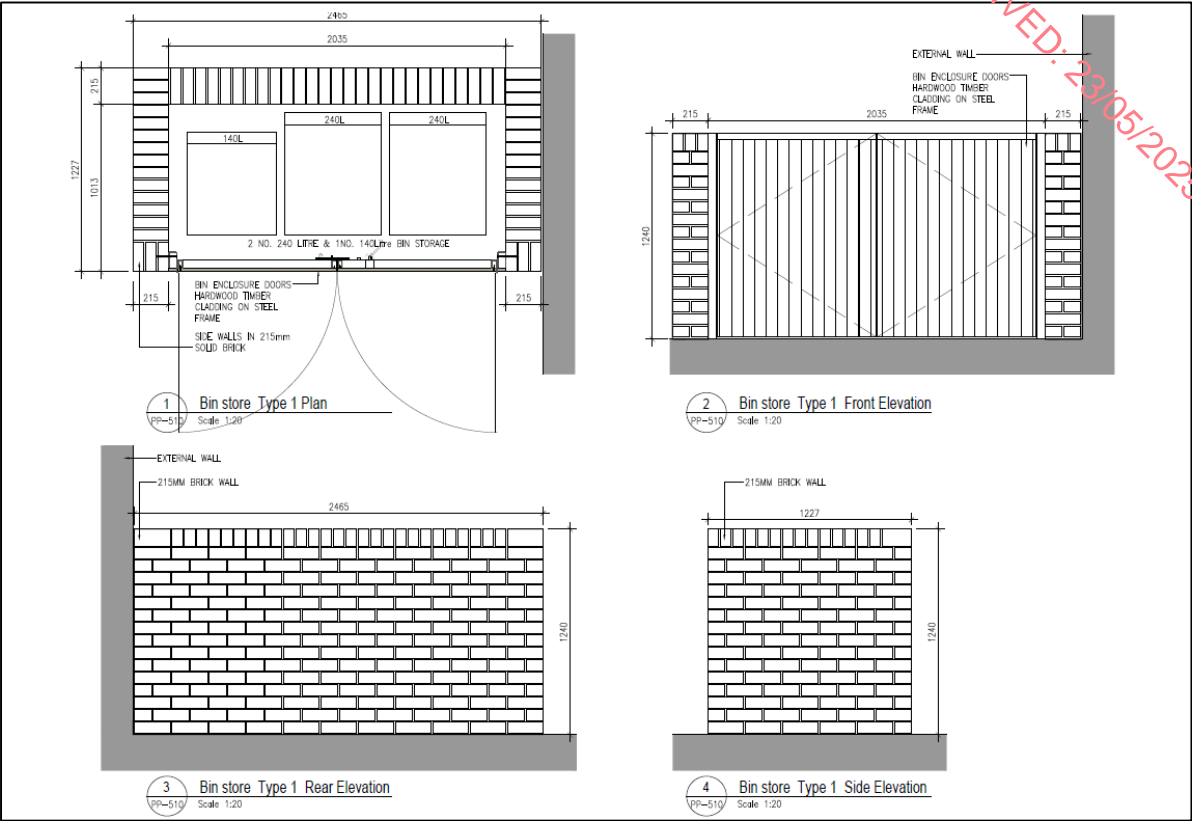 2465
2035
215
1227
1013
140L
240L
240L
2 NO. 240 LITRE & 1NO. 140Litre BIN STORAGE
215
215
BIN ENCLOSURE DOORS
HARDWOOD TIMBER
CLADDING ON STEEL
FRAME
SIDE WALLS IN 215mm
SOLID BRICK
1
PP-510
Bin store Type 1 Plan
Scale 1:20
VED: 23/05/2025
EXTERNAL WALL
BIN ENCLOSURE DOORS
HARDWOOD TIMBER
CLADDING ON STEEL
FRAME
215
2035
215
1240
2
PP-510
Bin store Type 1 Front Elevation
Scale 1:20
EXTERNAL WALL
215MM BRICK WALL
2465
1240
3
PP-510
Bin store Type 1 Rear Elevation
Scale 1:20
215MM BRICK WALL
1227
1240
4
PP-510
Bin store Type 1 Side Elevation
Scale 1:20